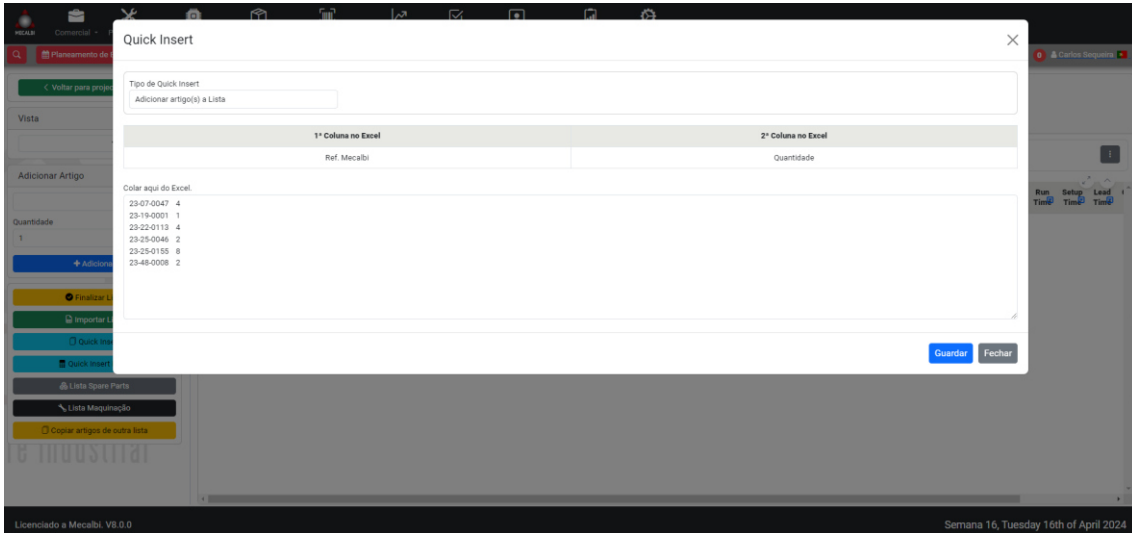 MECALBI
Comercial
Planeamento de
0 Carlos Sequeira
Voltar para projec
Vista
Adicionar Artigo
Quantidade
1
+ Adiciona
Finalizar Li
Importar L
Quick Inse
Quick Insert
Lista Spare Parts
Lista Maquinação
Copiar artigos de outra lista
re industrial
Quick Insert
Tipo de Quick Insert
Adicionar artigo(s) a Lista
1ª Coluna no Excel 2ª Coluna no Excel
Ref. Mecalbi Quantidade
Colar aqui do Excel.
23-07-0047 4
23-19-0001 1
23-22-0113 4
23-25-0046 2
23-25-0155 8
23-48-0008 2
Guardar Fechar
Run Time Setup Time Lead Time
Licenciado a Mecalbi. V8.0.0
Semana 16, Tuesday 16th of April 2024